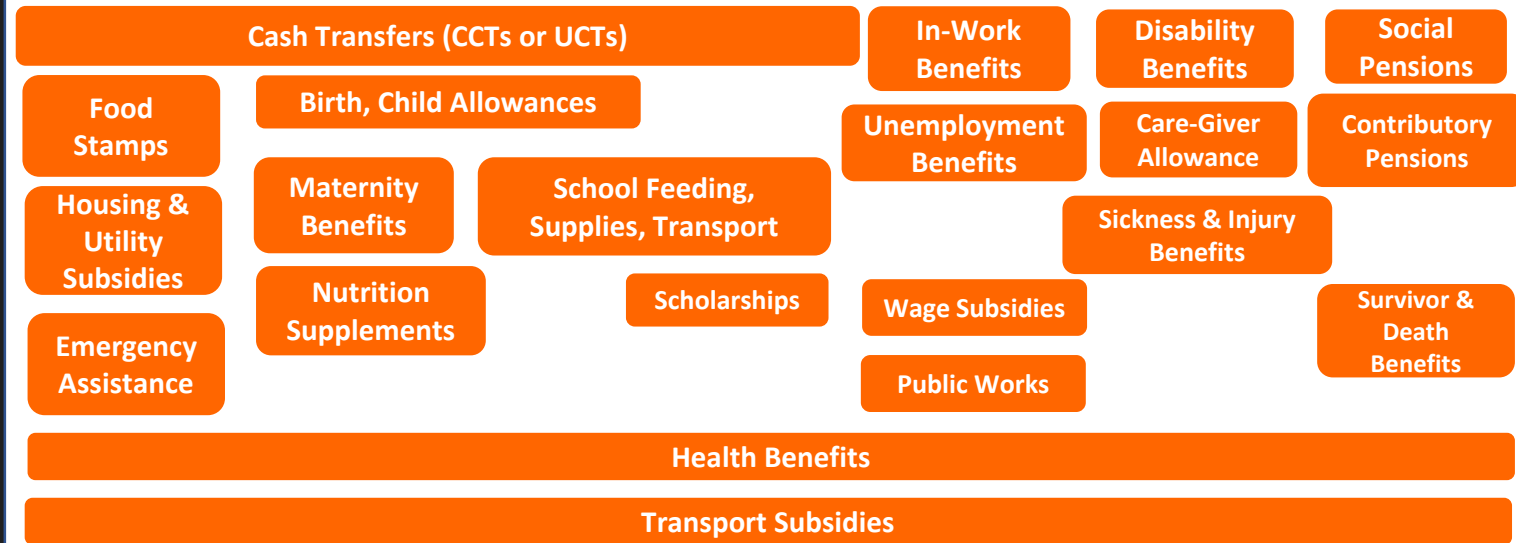 Cash Transfers (CCTs or UCTs)
In-Work
Benefits
Disability
Benefits
Social
Pensions
Food
Stamps
Birth, Child Allowances
Unemployment
Benefits
Care-Giver
Allowance
Contributory
Pensions
Housing &
Utility
Subsidies
Maternity
Benefits
School Feeding,
Supplies, Transport
Sickness & Injury
Benefits
Emergency
Assistance
Nutrition
Supplements
Scholarships
Wage Subsidies
Public Works
Survivor &
Death
Benefits
Health Benefits
Transport Subsidies